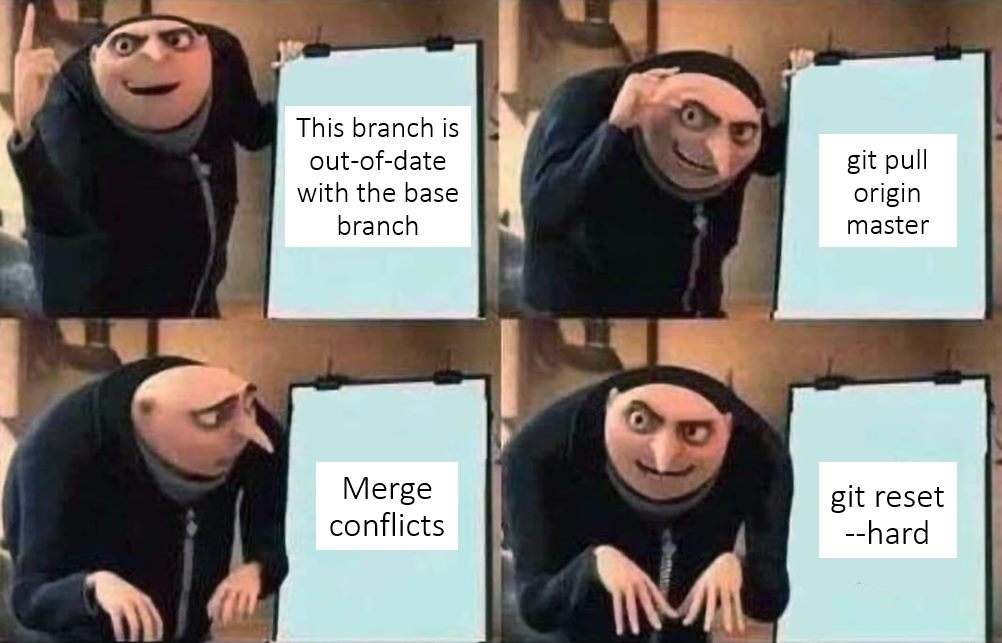 This branch is
out-of-date
with the base
branch
git pull
origin
master
Merge
conflicts
git reset
--hard